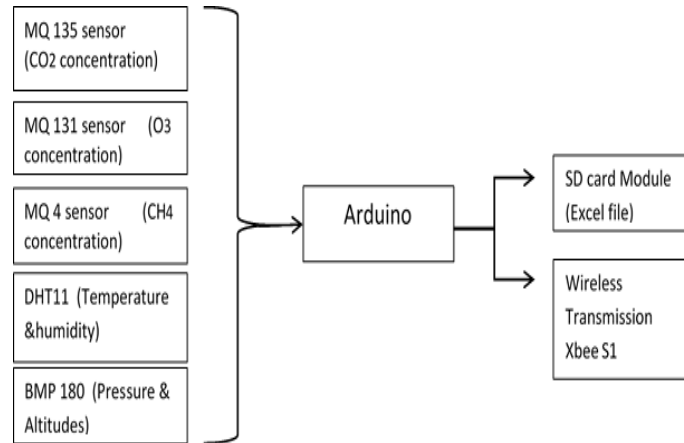 MQ 135 sensor
(CO2 concentration)
MQ 131 sensor (O3
concentration)
MQ 4 sensor (CH4
concentration)
DHT11 (Temperature
&humidity)
BMP 180 (Pressure &
Altitudes)
Arduino
SD card Module
(Excel file)
Wireless
Transmission
Xbee S1